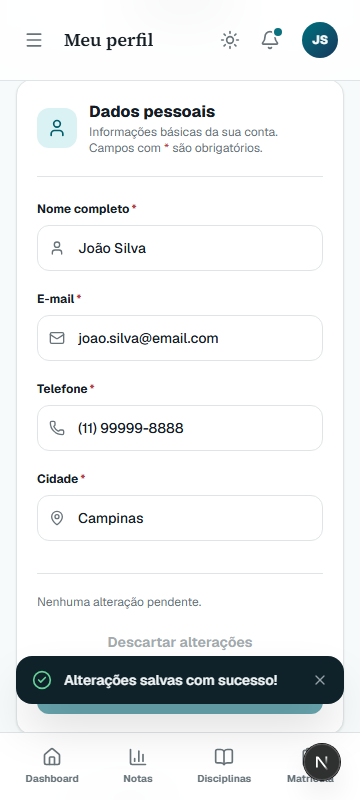 Meu perfil
JS
Dados pessoais
Informações básicas da sua conta.
Campos com * são obrigatórios.
Nome completo *
João Silva
E-mail *
joao.silva@email.com
Telefone *
(11) 99999-8888
Cidade *
Campinas
Nenhuma alteração pendente.
Descartar alterações
Alterações salvas com sucesso!
Dashboard
Notas
Disciplinas
N